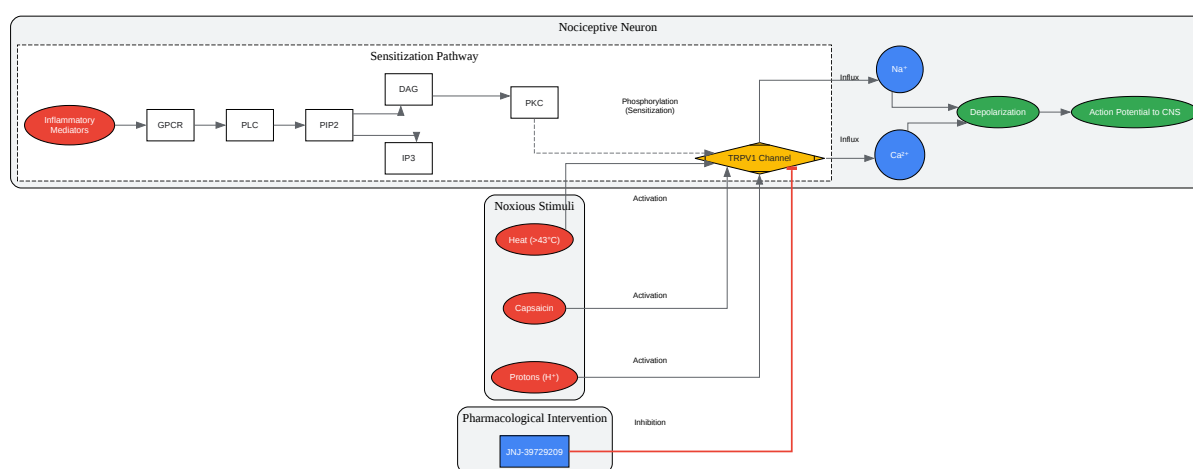 Nociceptive Neuron
Sensitization Pathway
Inflammatory
Mediators
GPCR
PLC
PIP2
DAG
IP3
PKC
Phosphorylation
(Sensitization)
TRPV1 Channel
Influx
Na⁺
Influx
Ca²⁺
Depolarization
Action Potential to CNS
Noxious Stimuli
Heat (>43°C)
Activation
Capsaicin
Activation
Protons (H⁺)
Activation
Pharmacological Intervention
JNJ-39729209
Inhibition